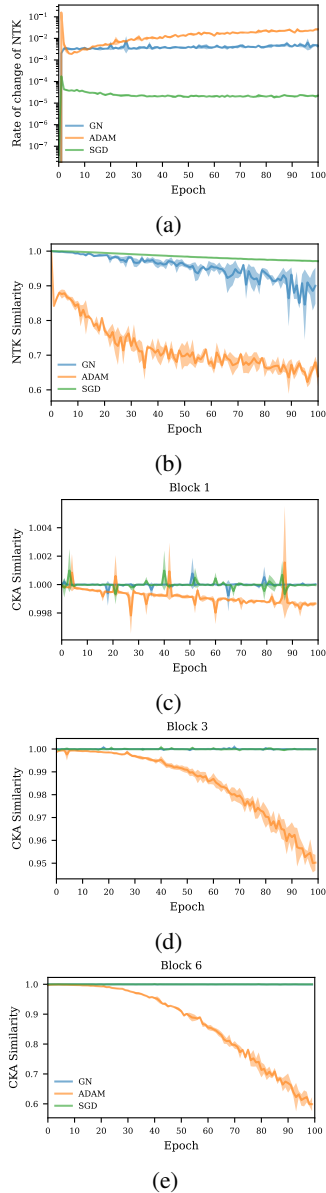 10⁻¹
10⁻²
10⁻³
10⁻⁴
10⁻⁵
10⁻⁶
10⁻⁷
Rate of change of NTK
GN
ADAM
SGD
0 10 20 30 40 50 60 70 80 90 100
Epoch
(a)
1.0
0.9
0.8
0.7
0.6
NTK Similarity
GN
ADAM
SGD
0 10 20 30 40 50 60 70 80 90 100
Epoch
(b)
Block 1
1.004
1.002
1.000
0.998
CKA Similarity
0 10 20 30 40 50 60 70 80 90 100
Epoch
(c)
Block 3
1.00
0.99
0.98
0.97
0.96
0.95
CKA Similarity
0 10 20 30 40 50 60 70 80 90 100
Epoch
(d)
Block 6
1.0
0.9
0.8
0.7
0.6
CKA Similarity
GN
ADAM
SGD
0 10 20 30 40 50 60 70 80 90 100
Epoch
(e)